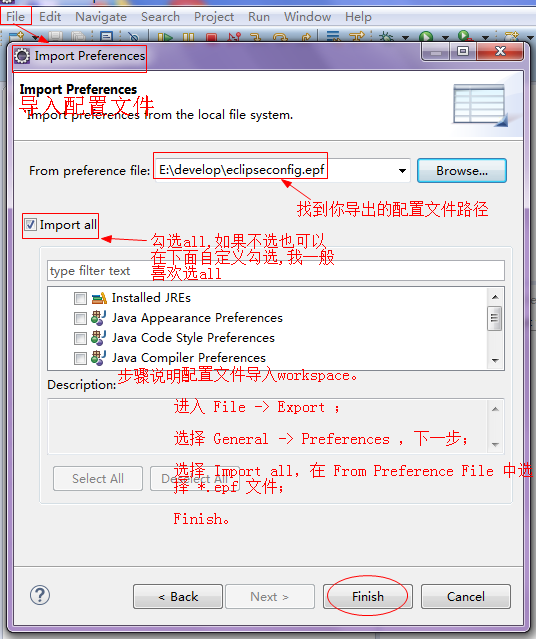 File Edit Navigate Search Project Run Window Help
Import Preferences
Import Preferences
导入配置文件
Import preferences from the local file system.
From preference file: E:\develop\eclipseconfig.epf Browse...
找到你导出的配置文件路径
Import all
勾选all,如果不选也可以
在下面自定义勾选,我一般
喜欢选all
type filter text
Installed JREs
Java Appearance Preferences
Java Code Style Preferences
Java Compiler Preferences
步骤说明配置文件导入workspace。
Description:
进入 File -> Export ；
选择 General -> Preferences ，下一步；
选择 Import all，在 From Preference File 中选
择 *.epf 文件；
Select All Deselect All
Finish。
? < Back Next > Finish Cancel